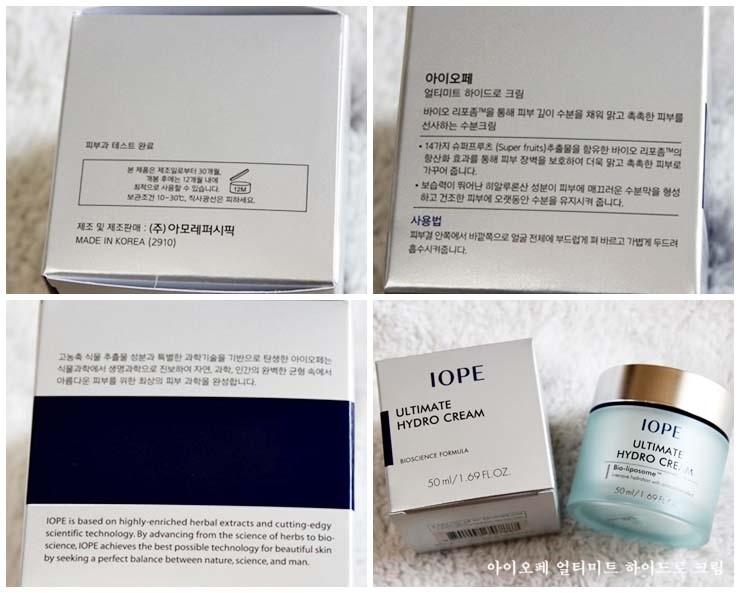 피부과 테스트 완료
본 제품은 제조일로부터 30개월,
개봉 후에는 12개월 내에
최적으로 사용할 수 있습니다.
보관조건 10~30℃, 직사광선은 피하세요.
12M
제조 및 제조판매 : (주)아모레퍼시픽
MADE IN KOREA (2910)
아이오페
얼티미트 하이드로 크림
바이오 리포좀™을 통해 피부 깊이 수분을 채워 맑고 촉촉한 피부를
선사하는 수분크림
• 14가지 슈퍼프루츠 (Super fruits)추출물을 함유한 바이오 리포좀™의
항산화 효과를 통해 피부 장벽을 보호하여 더욱 맑고 촉촉한 피부로
가꾸어 줍니다.
• 보습력이 뛰어난 히알루론산 성분이 피부에 매끄러운 수분막을 형성
하고 건조한 피부에 오랫동안 수분을 유지시켜 줍니다.
사용법
피부결 안쪽에서 바깥쪽으로 얼굴 전체에 부드럽게 펴 바르고 가볍게 두드려
흡수시켜줍니다.
고농축 식물 추출물 성분과 특별한 과학기술을 기반으로 탄생한 아이오페는
식물과학에서 생명과학으로 진보하여 자연, 과학, 인간의 완벽한 균형 속에서
아름다운 피부를 위한 최상의 피부 과학을 완성합니다.
IOPE is based on highly-enriched herbal extracts and cutting-edgy
scientific technology. By advancing from the science of herbs to bio-
science, IOPE achieves the best possible technology for beautiful skin
by seeking a perfect balance between nature, science, and man.
IOPE
ULTIMATE
HYDRO CREAM
BIOSCIENCE FORMULA
50 ml/1.69 FL.OZ.
IOPE
ULTIMATE
HYDRO CREAM
Bio-liposome™
intensive hydration with
50 ml/1.69 FL.OZ.
아이오페 얼티미트 하이드로 크림